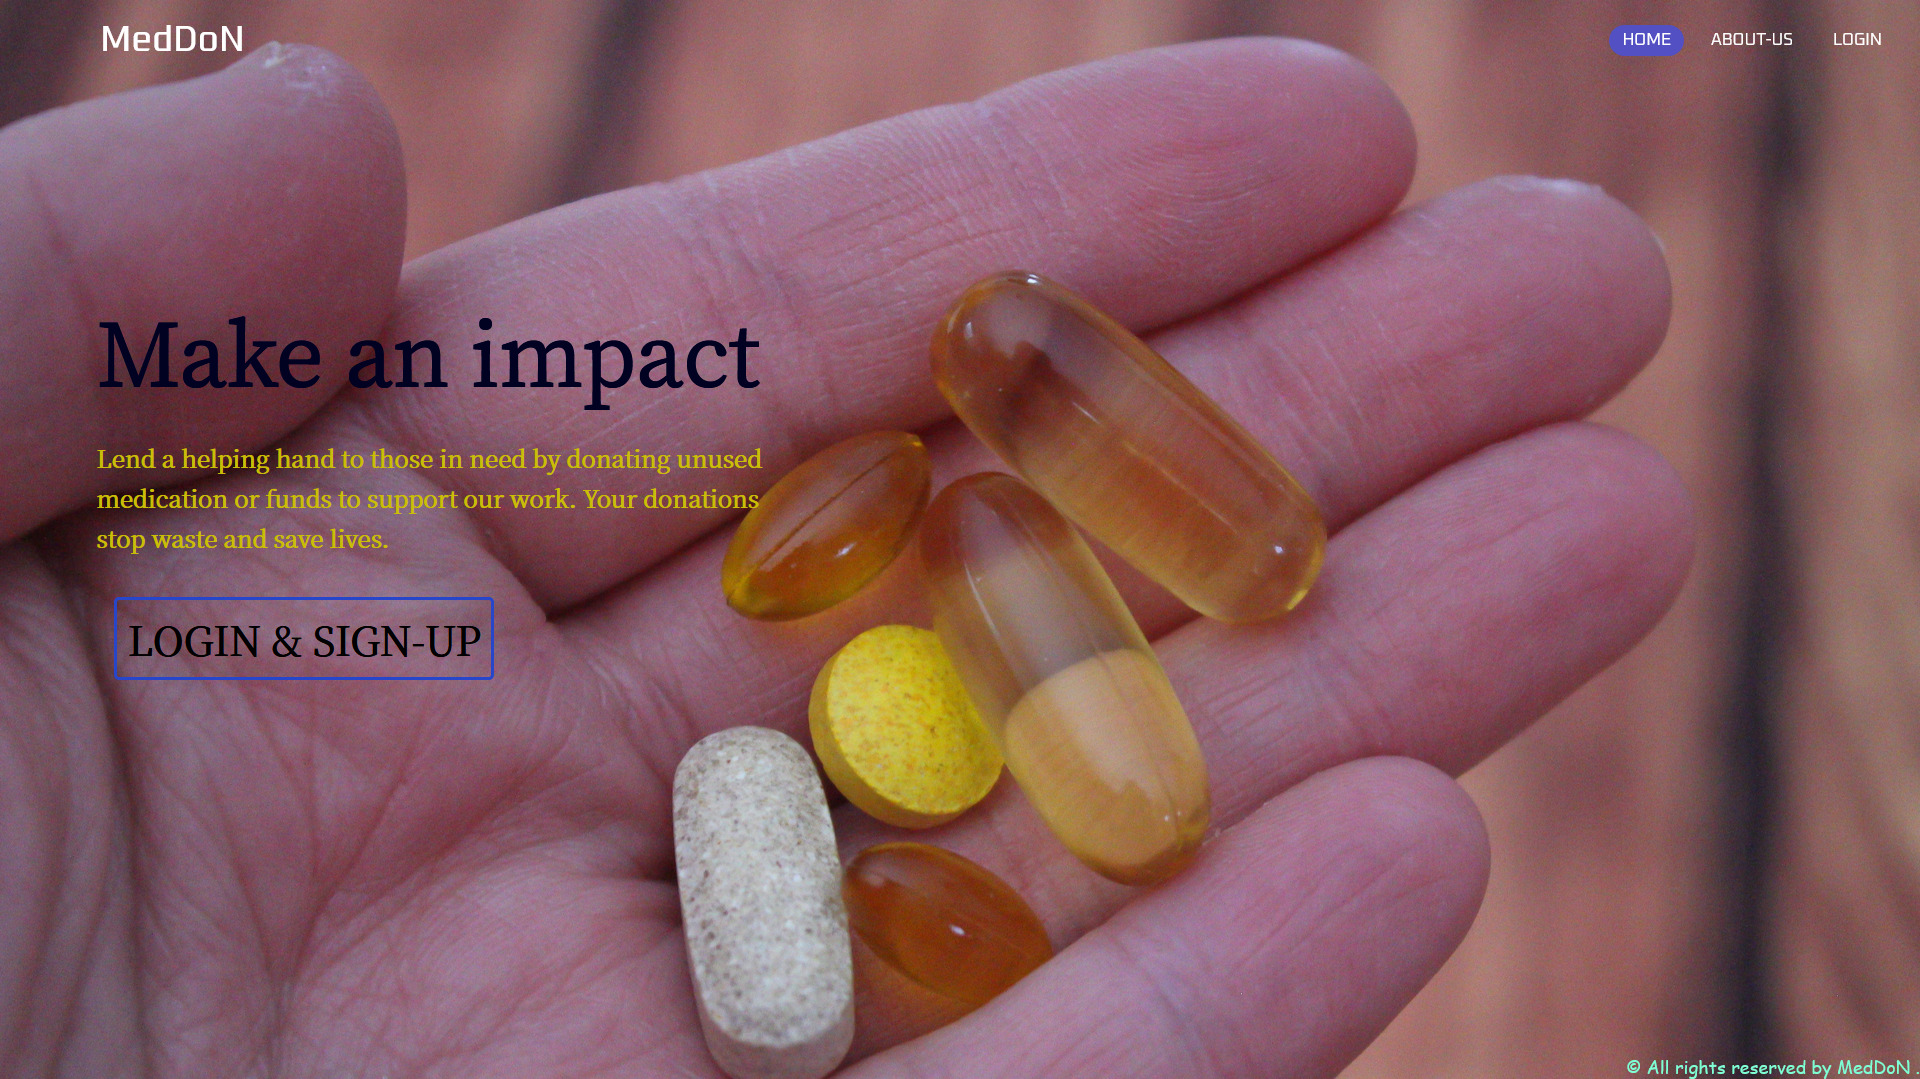 MedDoN
HOME
ABOUT-US
LOGIN
Make an impact
Lend a helping hand to those in need by donating unused
medication or funds to support our work. Your donations
stop waste and save lives.
LOGIN & SIGN-UP
© All rights reserved by MedDoN .